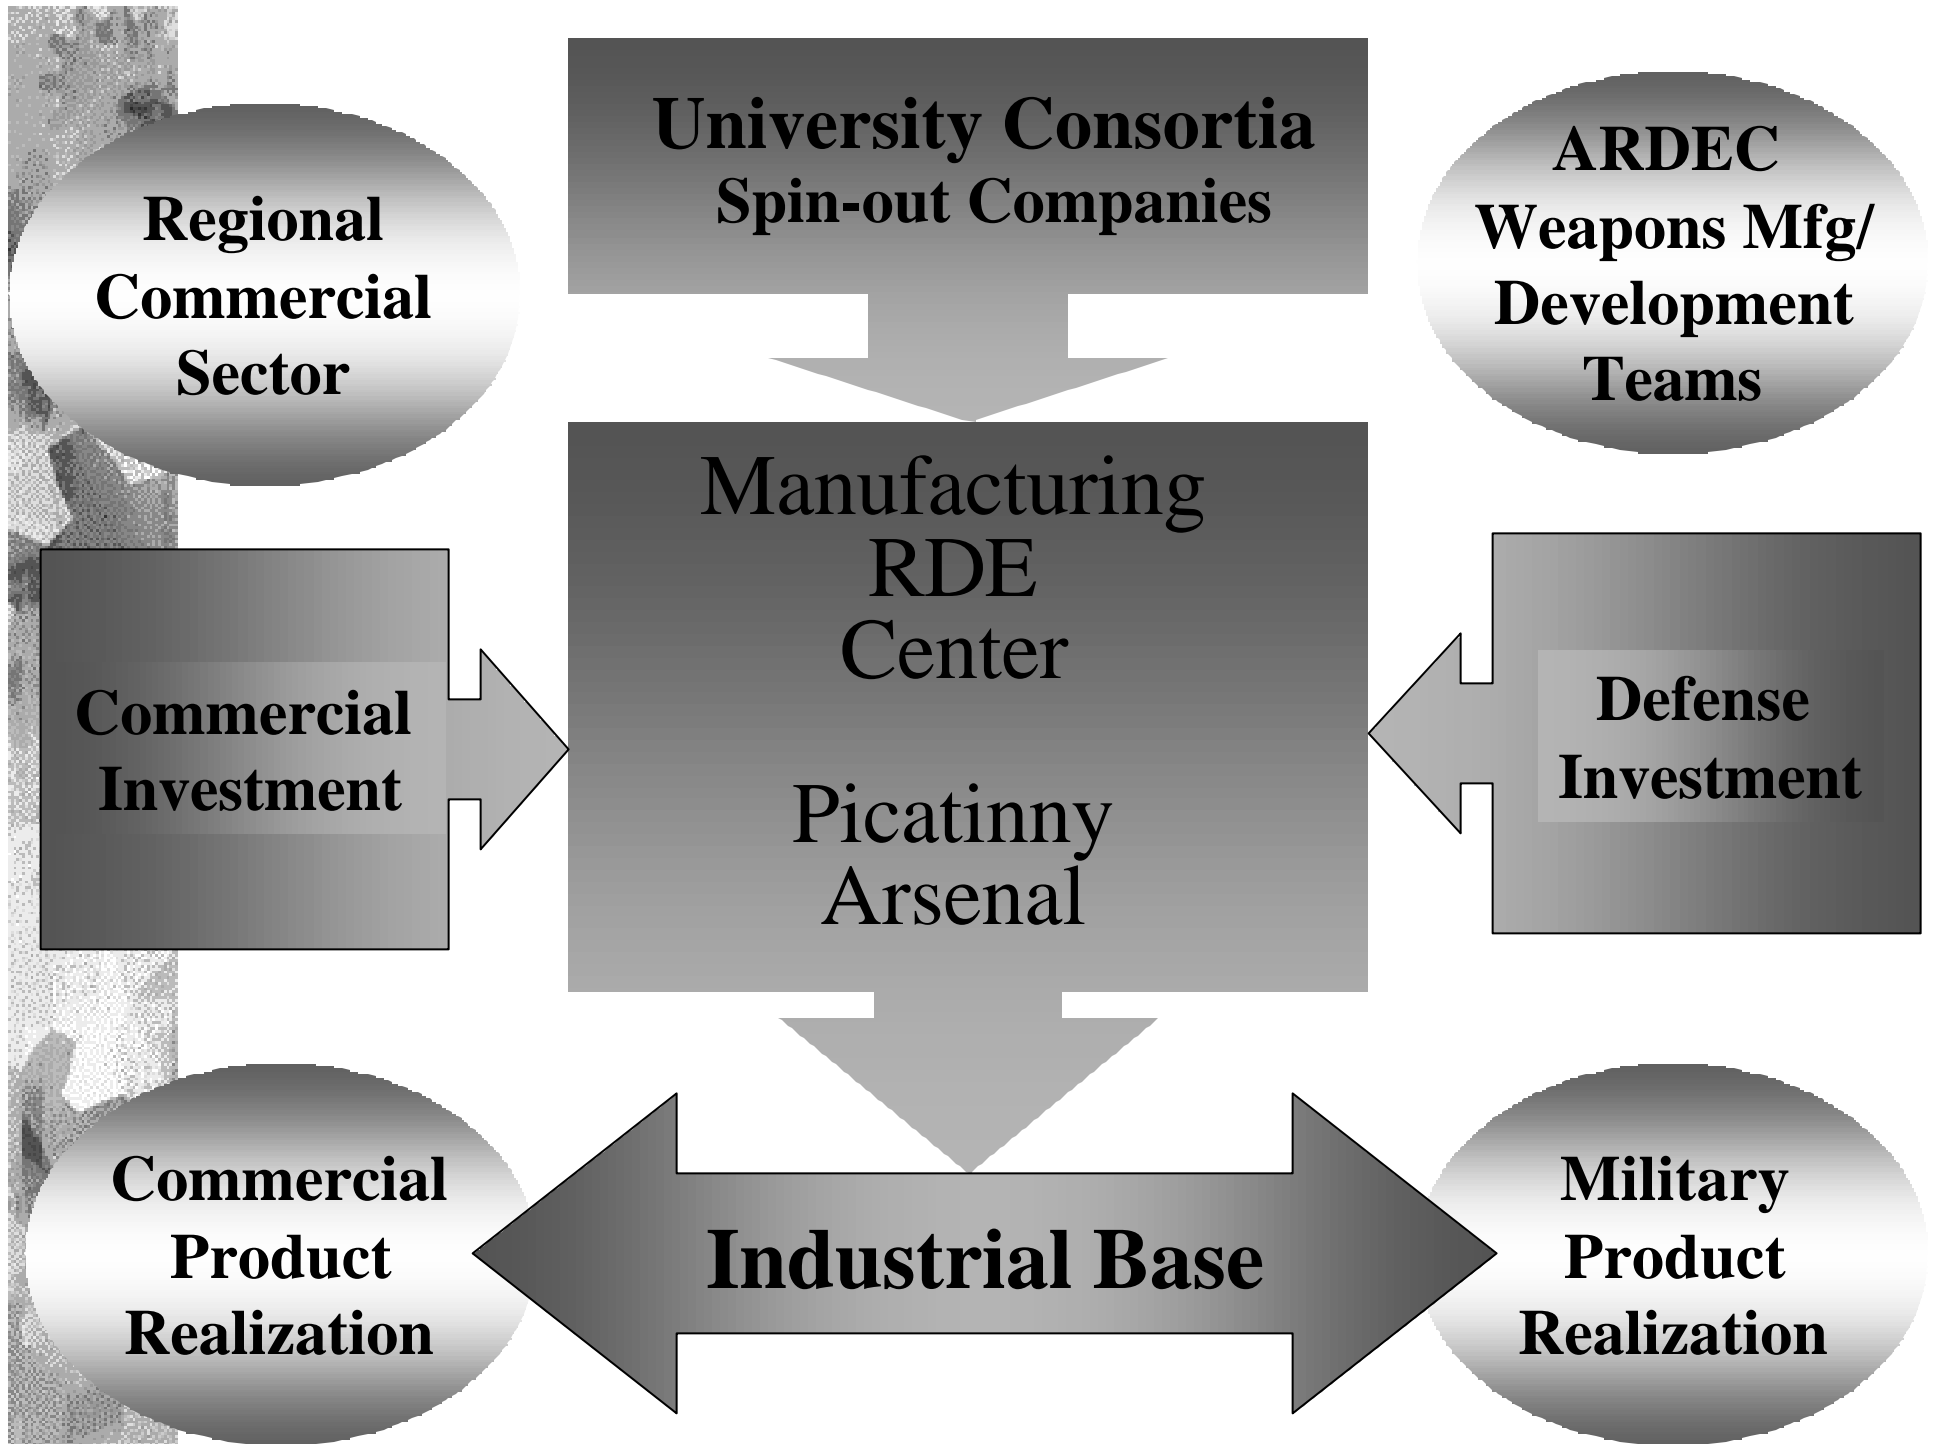 University Consortia
Spin-out Companies
Regional
Commercial
Sector
ARDEC
Weapons Mfg/
Development
Teams
Manufacturing
RDE
Center
Picatinny
Arsenal
Commercial
Investment
Defense
Investment
Commercial
Product
Realization
Industrial Base
Military
Product
Realization